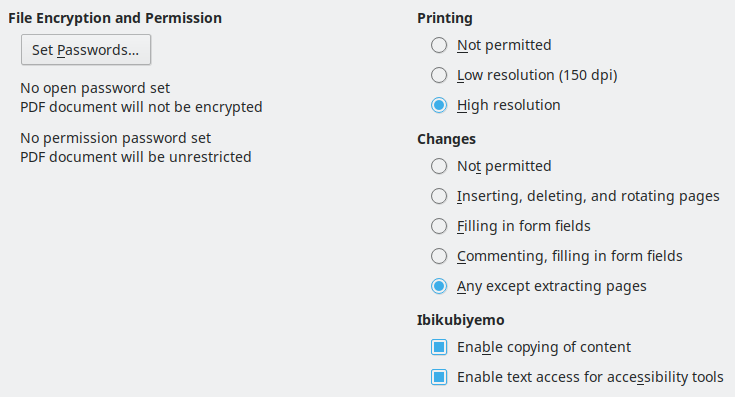 File Encryption and Permission
Set Passwords...
No open password set
PDF document will not be encrypted
No permission password set
PDF document will be unrestricted
Printing
Not permitted
Low resolution (150 dpi)
High resolution
Changes
Not permitted
Inserting, deleting, and rotating pages
Filling in form fields
Commenting, filling in form fields
Any except extracting pages
Ibikubiyemo
Enable copying of content
Enable text access for accessibility tools